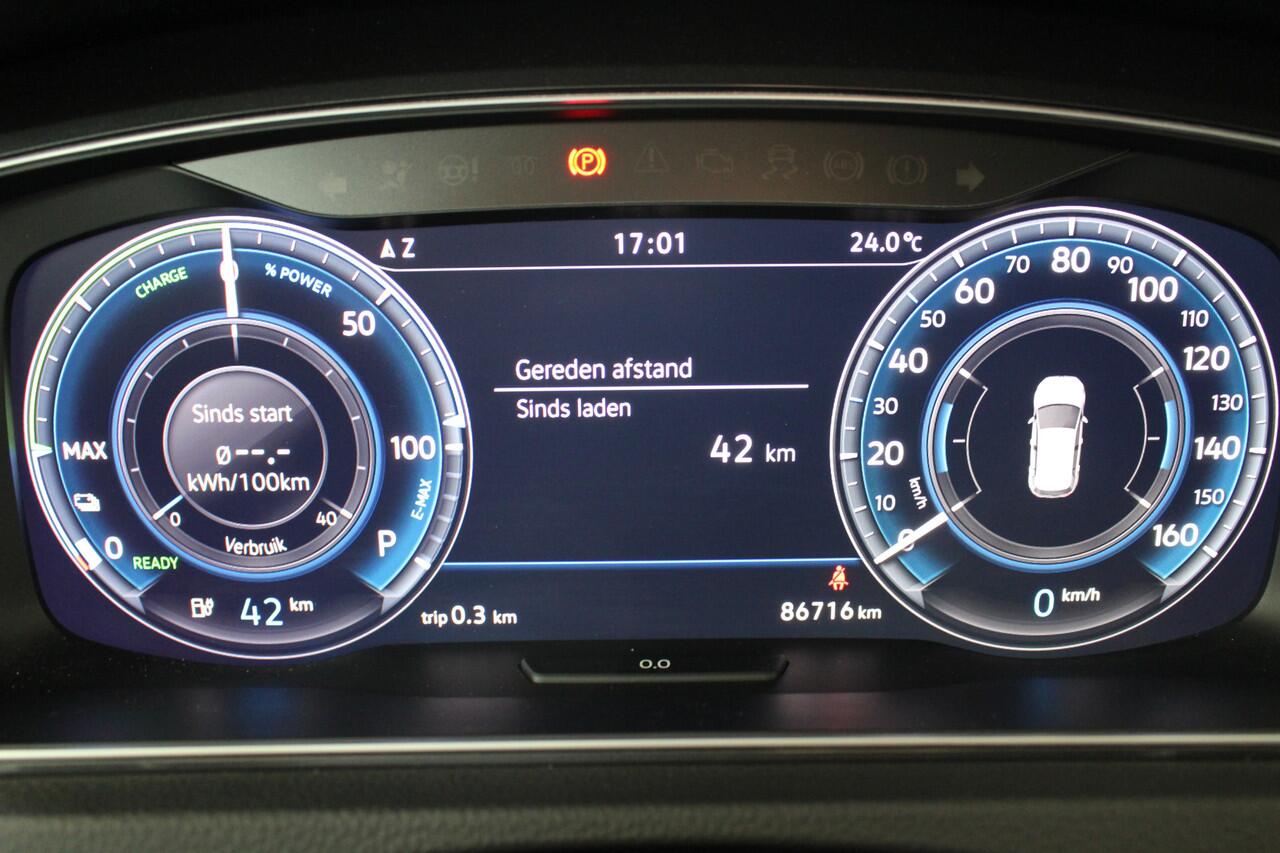 P
Z
17:01
24.0°C
CHARGE
% POWER
50
100
E-MAX
P
MAX
0
READY
Sinds start
ø--.-
kWh/100km
0
40
Verbruik
42 km
Gereden afstand
Sinds laden
42 km
trip 0.3 km
86716 km
0.0
0
10
20
30
40
50
60
70
80
90
100
110
120
130
140
150
160
km/h
0 km/h